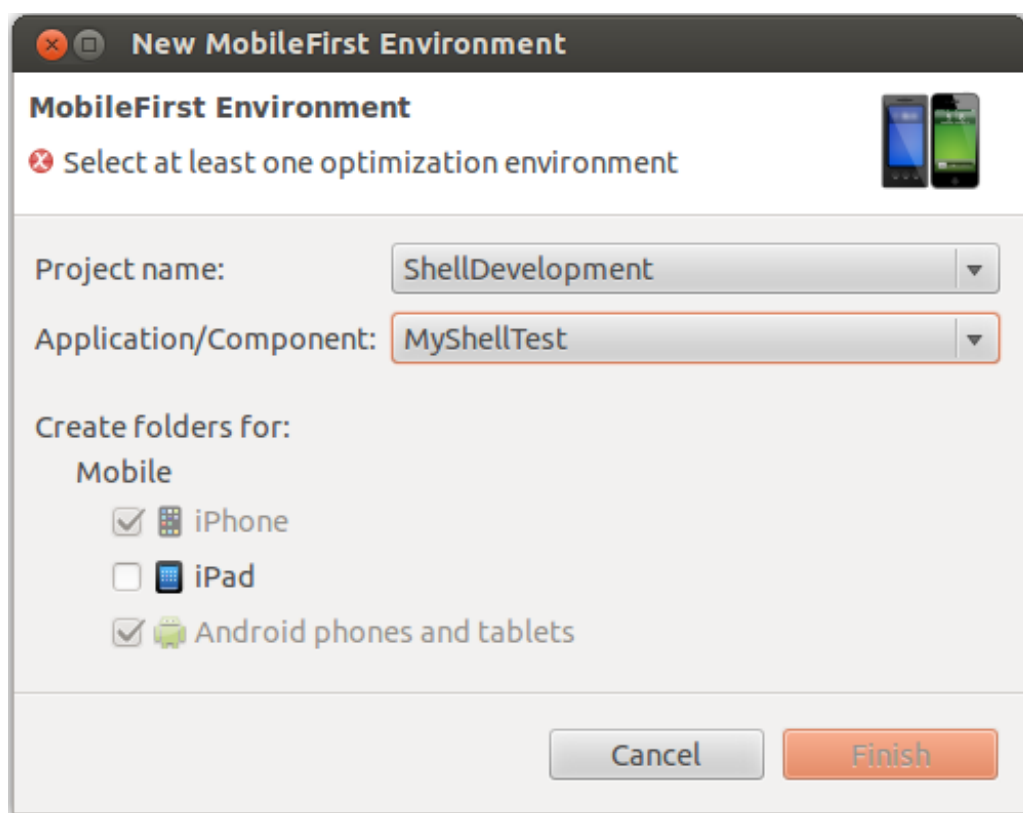 New MobileFirst Environment
MobileFirst Environment
Select at least one optimization environment
Project name: ShellDevelopment
Application/Component: MyShellTest
Create folders for:
Mobile
iPhone
iPad
Android phones and tablets
Cancel Finish